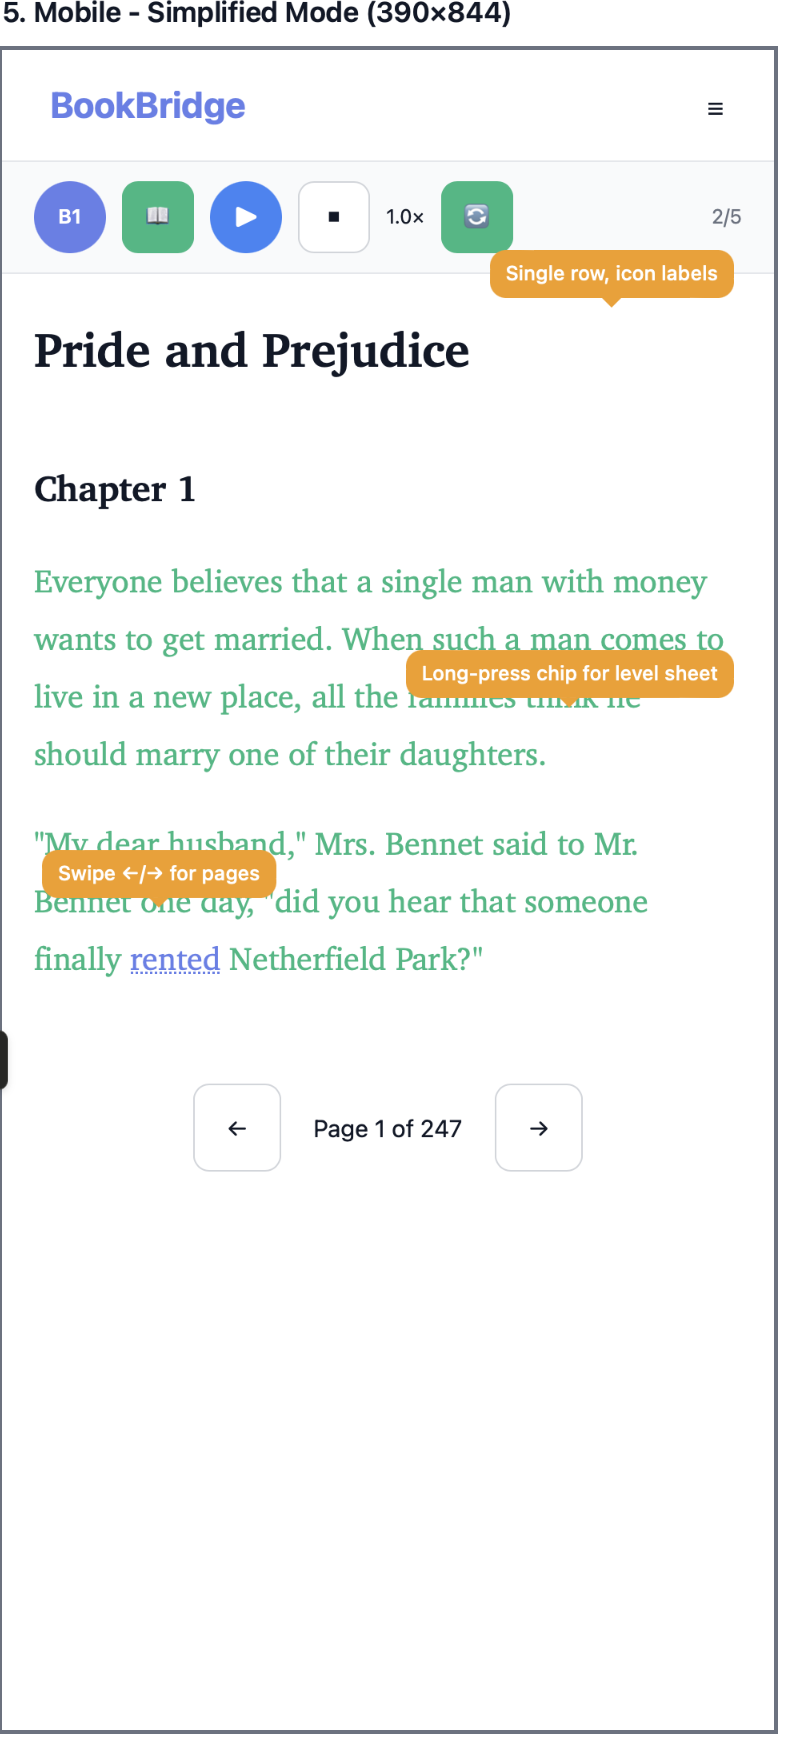 5. Mobile - Simplified Mode (390×844)
BookBridge
≡
B1
1.0×
2/5
Single row, icon labels
Pride and Prejudice
Chapter 1
Everyone believes that a single man with money
wants to get married. When such a man comes to
Long-press chip for level sheet
live in a new place, all the families think he
should marry one of their daughters.
"My dear husband," Mrs. Bennet said to Mr.
Swipe ←/→ for pages
Bennet one day, "did you hear that someone
finally rented Netherfield Park?"
← Page 1 of 247 →